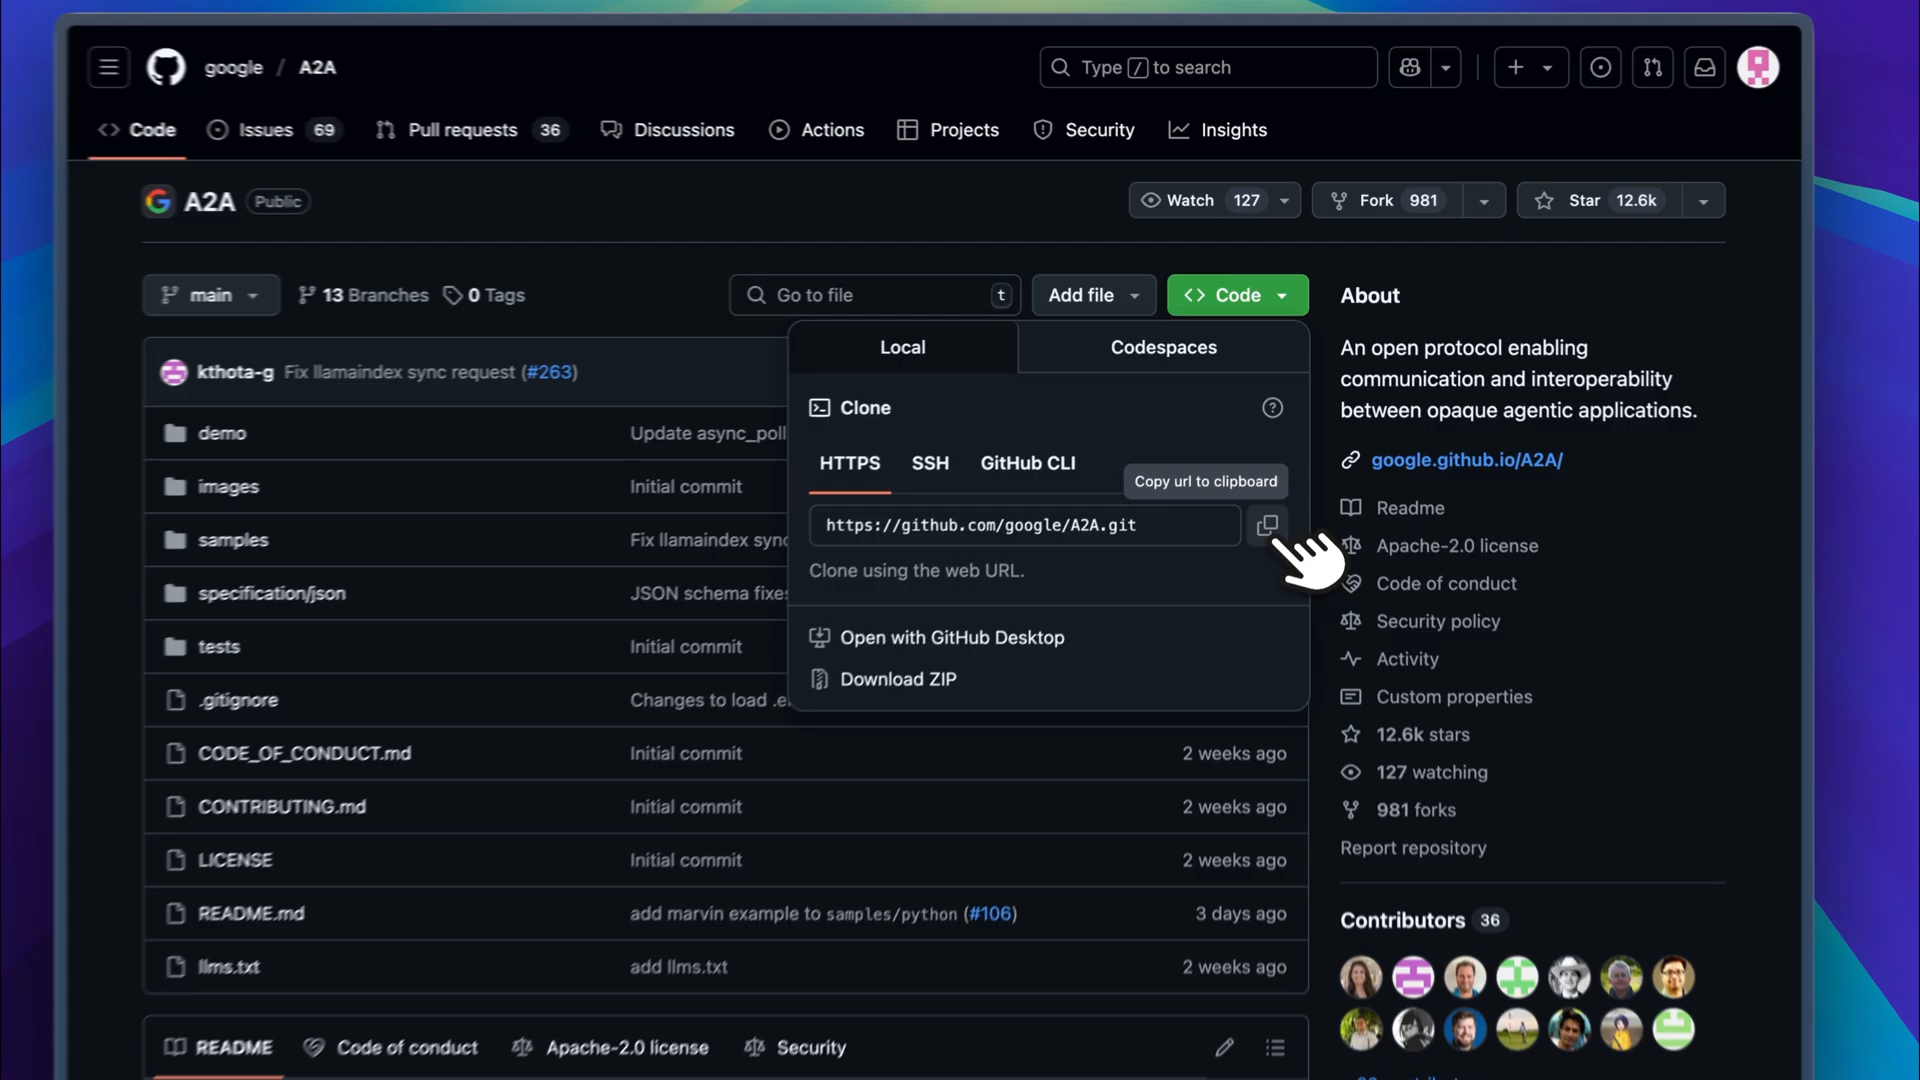 google / A2A
Type / to search
Code
Issues 69
Pull requests 36
Discussions
Actions
Projects
Security
Insights
A2A Public
Watch 127
Fork 981
Star 12.6k
main
13 Branches
0 Tags
Go to file t
Add file
Code
Local
Codespaces
Clone
HTTPS
SSH
GitHub CLI
Copy url to clipboard
https://github.com/google/A2A.git
Clone using the web URL.
Open with GitHub Desktop
Download ZIP
kthota-g Fix llamaindex sync request (#263)
demo Update async_poll
images Initial commit
samples Fix llamaindex sync
specification/json JSON schema fixes
tests Initial commit
.gitignore Changes to load .e
CODE_OF_CONDUCT.md Initial commit 2 weeks ago
CONTRIBUTING.md Initial commit 2 weeks ago
LICENSE Initial commit 2 weeks ago
README.md add marvin example to samples/python (#106) 3 days ago
llms.txt add llms.txt 2 weeks ago
README
Code of conduct
Apache-2.0 license
Security
About
An open protocol enabling
communication and interoperability
between opaque agentic applications.
google.github.io/A2A/
Readme
Apache-2.0 license
Code of conduct
Security policy
Activity
Custom properties
12.6k stars
127 watching
981 forks
Report repository
Contributors 36